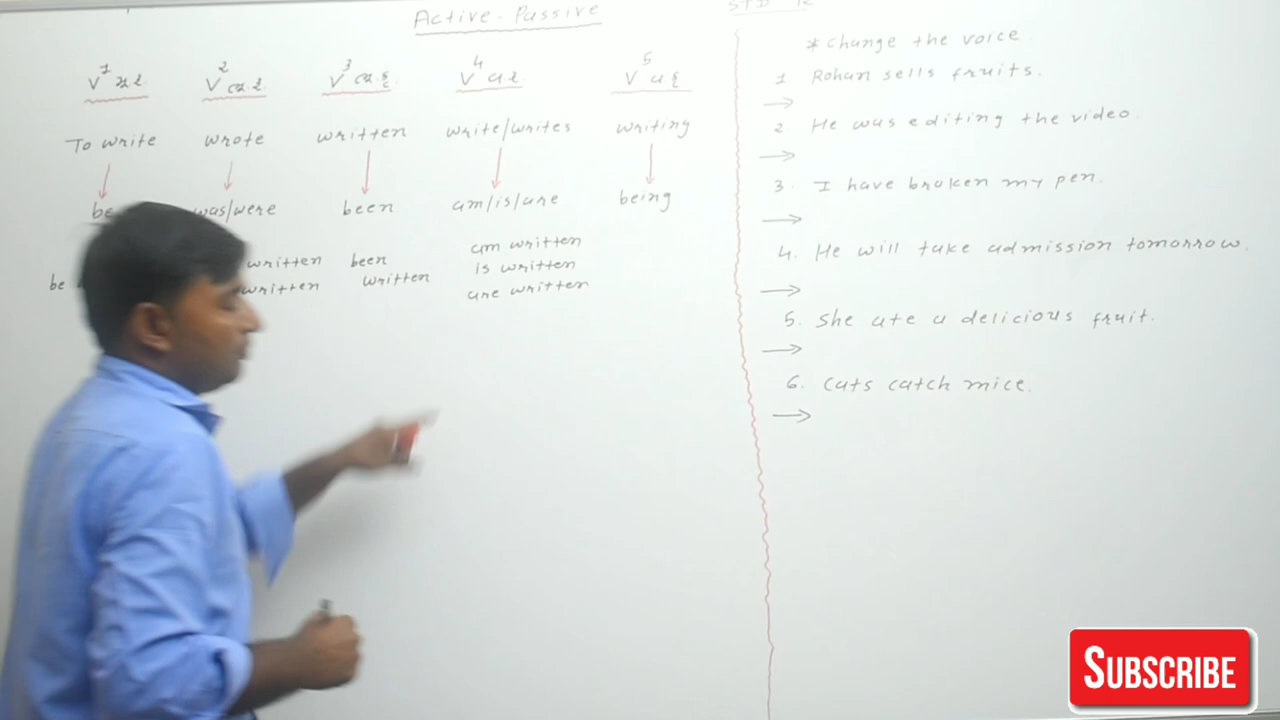 Active-Passive
* Change the voice.
V1 V2 V3 V4 V5
To write wrote written write/writes writing
be was/were been am/is/are being
be written been am written
written written is written
are written
1 Rohan sells fruits.
2. He was editing the video.
3. I have broken my pen.
4. He will take admission tomorrow.
5. She ate a delicious fruit.
6. Cats catch mice.
SUBSCRIBE